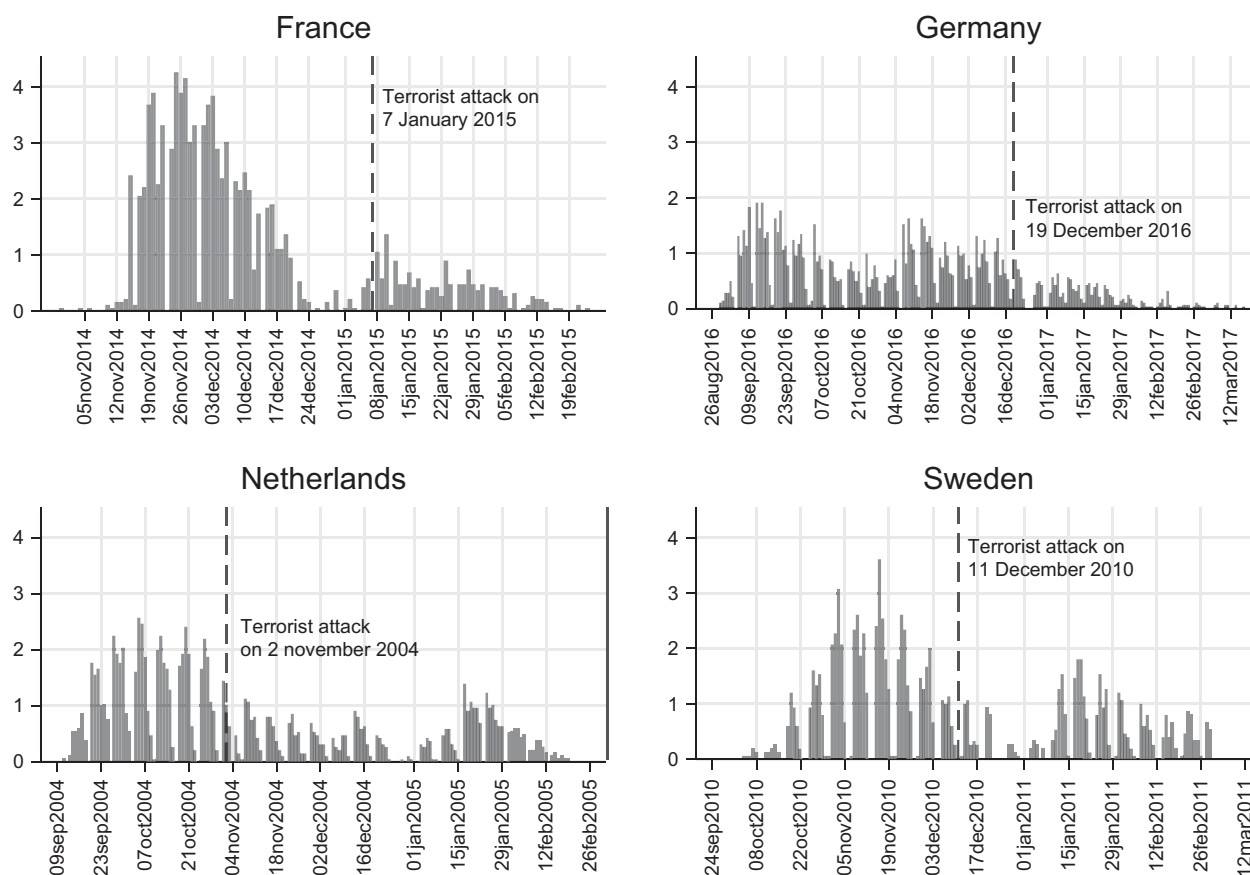 France
4
3
2
1
0
Terrorist attack on
7 January 2015
05nov2014
12nov2014
19nov2014
26nov2014
03dec2014
10dec2014
17dec2014
24dec2014
01jan2015
08jan2015
15jan2015
22jan2015
29jan2015
05feb2015
12feb2015
19feb2015
Germany
4
3
2
1
0
Terrorist attack on
19 December 2016
26aug2016
09sep2016
23sep2016
07oct2016
21oct2016
04nov2016
18nov2016
02dec2016
16dec2016
01jan2017
15jan2017
29jan2017
12feb2017
26feb2017
12mar2017
Netherlands
4
3
2
1
0
Terrorist attack
on 2 november 2004
09sep2004
23sep2004
07oct2004
21oct2004
04nov2004
18nov2004
02dec2004
16dec2004
01jan2005
15jan2005
29jan2005
12feb2005
26feb2005
Sweden
4
3
2
1
0
Terrorist attack on
11 December 2010
24sep2010
08oct2010
22oct2010
05nov2010
19nov2010
03dec2010
17dec2010
01jan2011
15jan2011
29jan2011
12feb2011
26feb2011
12mar2011